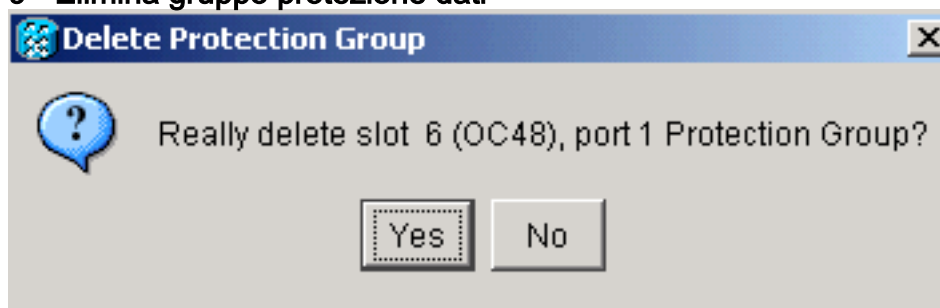 Elimina gruppo protezione dati
Delete Protection Group
Really delete slot 6 (OC48), port 1 Protection Group?
Yes
No